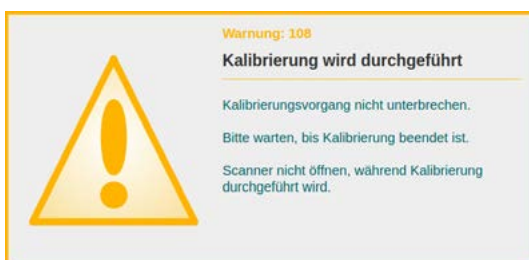 Warnung: 108
Kalibrierung wird durchgeführt
Kalibrierungsvorgang nicht unterbrechen.
Bitte warten, bis Kalibrierung beendet ist.
Scanner nicht öffnen, während Kalibrierung
durchgeführt wird.